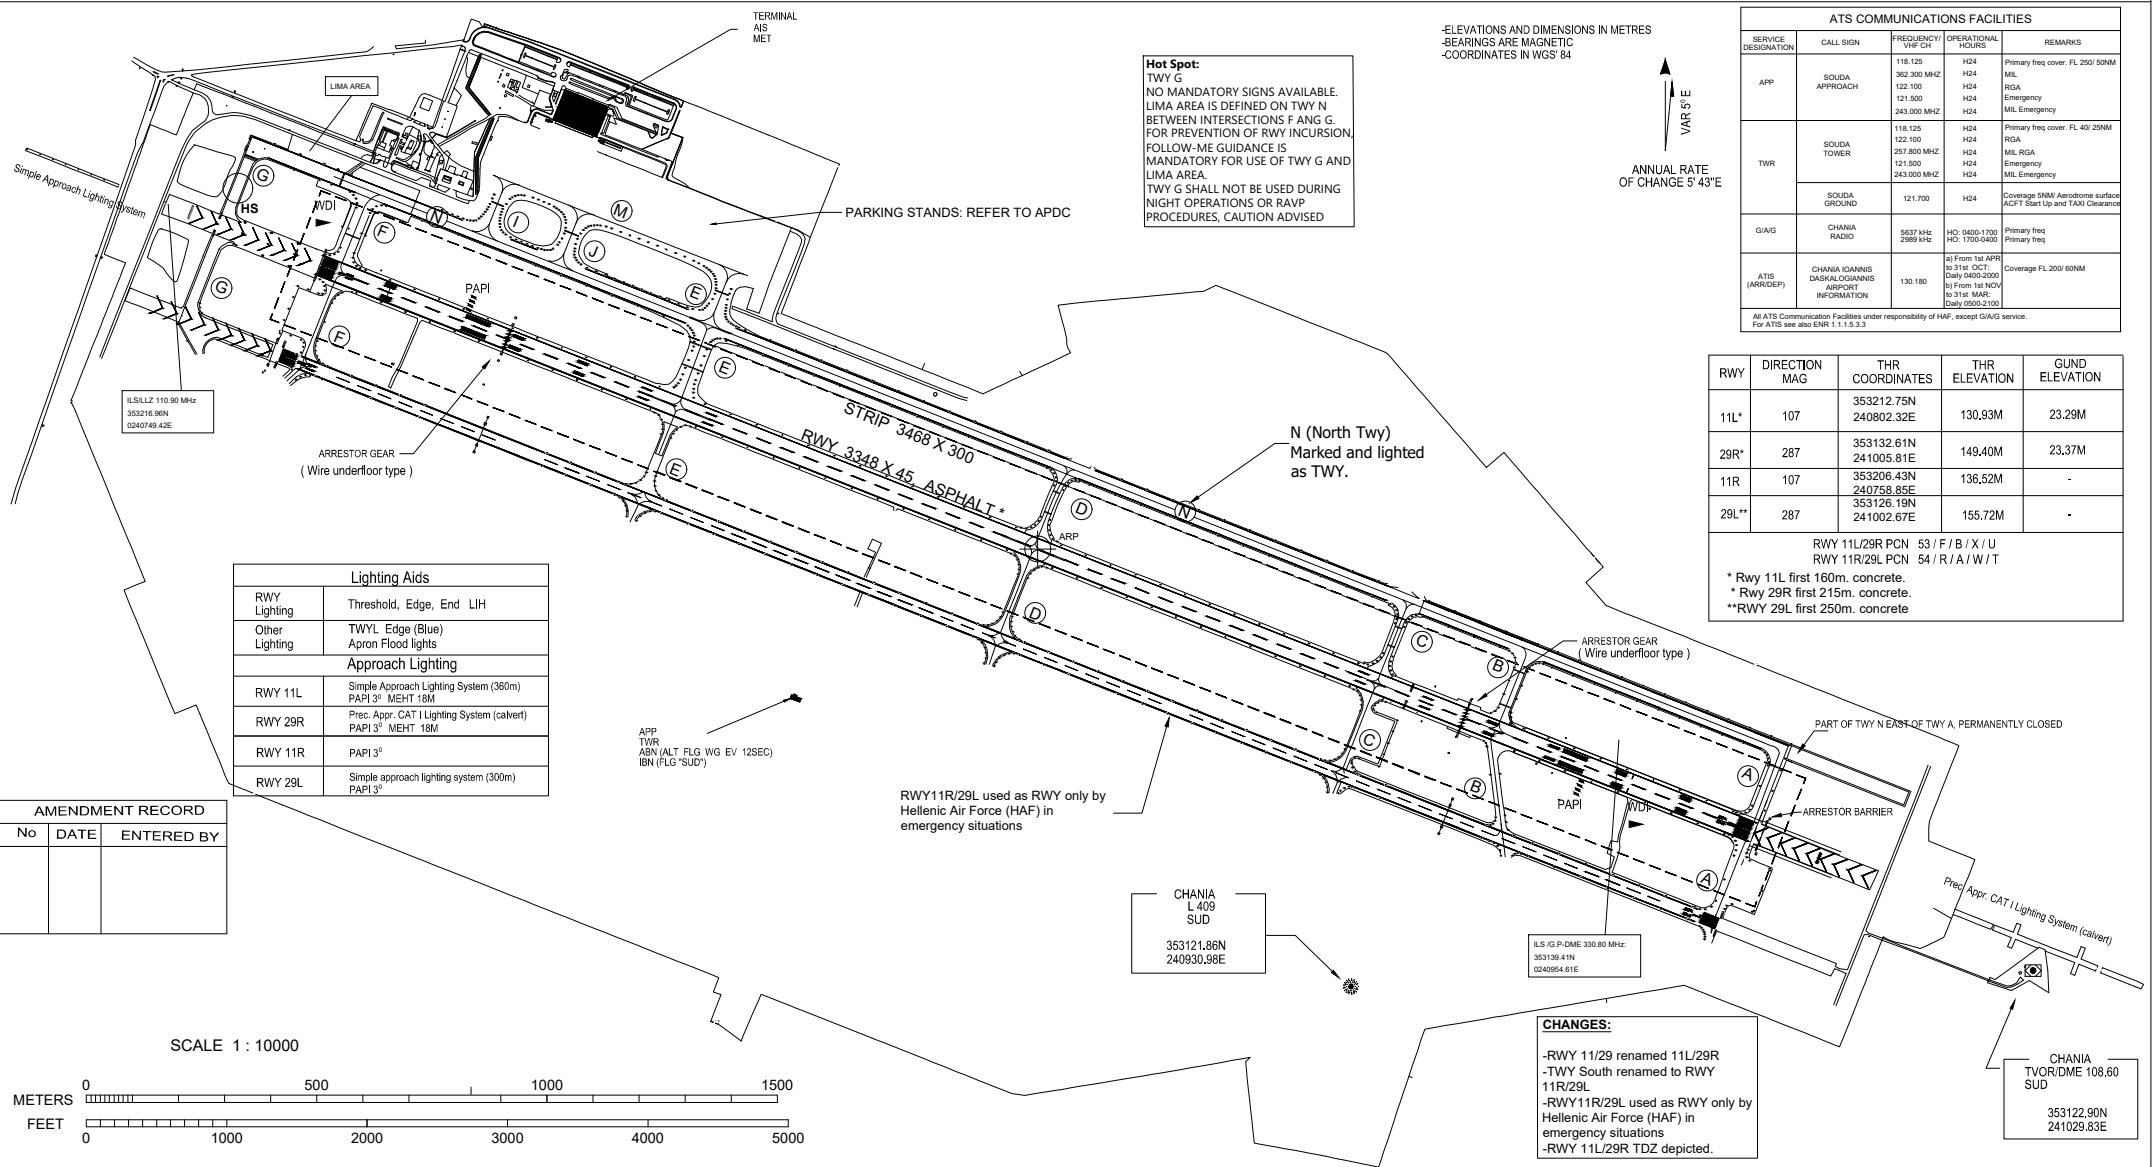 TERMINAL
AIS
MET
LIMA AREA
Simple Approach Lighting System
G
HS
WDI
N
F
I
M
J
E
PARKING STANDS: REFER TO APDC
G
F
PAPI
E
ILS/LLZ 110.90 MHz
353216.96N
0240749.42E
ARRESTOR GEAR
( Wire underfloor type )
STRIP 3468 X 300
RWY 3348 X 45, ASPHALT *
E
D
N
ARP
D
N (North Twy)
Marked and lighted
as TWY.
Hot Spot:
TWY G
NO MANDATORY SIGNS AVAILABLE.
LIMA AREA IS DEFINED ON TWY N
BETWEEN INTERSECTIONS F ANG G.
FOR PREVENTION OF RWY INCURSION,
FOLLOW-ME GUIDANCE IS
MANDATORY FOR USE OF TWY G AND
LIMA AREA.
TWY G SHALL NOT BE USED DURING
NIGHT OPERATIONS OR RAVP
PROCEDURES, CAUTION ADVISED
-ELEVATIONS AND DIMENSIONS IN METRES
-BEARINGS ARE MAGNETIC
-COORDINATES IN WGS' 84
VAR 5° E
ANNUAL RATE
OF CHANGE 5' 43"E
ATS COMMUNICATIONS FACILITIES
SERVICE DESIGNATION CALL SIGN FREQUENCY/ VHF CH OPERATIONAL HOURS REMARKS
APP SOUDA APPROACH
118.125 H24 Primary freq cover. FL 250/ 50NM
362.300 MHZ H24 MIL
122.100 H24 RGA
121.500 H24 Emergency
243.000 MHZ H24 MIL Emergency
TWR SOUDA TOWER
118.125 H24 Primary freq cover. FL 40/ 25NM
122.100 H24 RGA
257.800 MHZ H24 MIL RGA
121.500 H24 Emergency
243.000 MHZ H24 MIL Emergency
SOUDA GROUND 121.700 H24 Coverage 5NM/ Aerodrome surface
ACFT Start Up and TAXI Clearance
G/A/G CHANIA RADIO
5637 kHz HO: 0400-1700 Primary freq
2989 kHz HO: 1700-0400 Primary freq
ATIS (ARR/DEP)
CHANIA IOANNIS
DASKALOGIANNIS
AIRPORT
INFORMATION
130.180
a) From 1st APR
to 31st OCT:
Daily 0400-2000
b) From 1st NOV
to 31st MAR:
Daily 0500-2100
Coverage FL 200/ 60NM
All ATS Communication Facilities under responsibility of HAF, except G/A/G service.
For ATIS see also ENR 1.1.1.5.3.3
RWY DIRECTION MAG THR COORDINATES THR ELEVATION GUND ELEVATION
11L* 107 353212.75N 240802.32E 130.93M 23.29M
29R* 287 353132.61N 241005.81E 149.40M 23.37M
11R 107 353206.43N 240758.85E 136.52M -
29L** 287 353126.19N 241002.67E 155.72M -
RWY 11L/29R PCN 53 / F / B / X / U
RWY 11R/29L PCN 54 / R / A / W / T
* Rwy 11L first 160m. concrete.
* Rwy 29R first 215m. concrete.
**RWY 29L first 250m. concrete
Lighting Aids
RWY Lighting Threshold, Edge, End LIH
Other Lighting TWYL Edge (Blue)
Apron Flood lights
Approach Lighting
RWY 11L Simple Approach Lighting System (360m)
PAPI 3° MEHT 18M
RWY 29R Prec. Appr. CAT I Lighting System (calvert)
PAPI 3° MEHT 18M
RWY 11R PAPI 3°
RWY 29L Simple approach lighting system (300m)
PAPI 3°
AMENDMENT RECORD
No DATE ENTERED BY
APP
TWR
ABN (ALT FLG WG EV 12SEC)
IBN (FLG "SUD")
RWY11R/29L used as RWY only by
Hellenic Air Force (HAF) in
emergency situations
C
B
C
B
ARRESTOR GEAR
( Wire underfloor type )
PART OF TWY N EAST OF TWY A, PERMANENTLY CLOSED
A
PAPI
WDI
ARRESTOR BARRIER
A
Prec. Appr. CAT I Lighting System (calvert)
CHANIA
L 409
SUD
353121.86N
240930.98E
ILS /G.P-DME 330.80 MHz:
353139.41N
0240954.61E
CHANGES:
-RWY 11/29 renamed 11L/29R
-TWY South renamed to RWY
11R/29L
-RWY11R/29L used as RWY only by
Hellenic Air Force (HAF) in
emergency situations
-RWY 11L/29R TDZ depicted.
CHANIA
TVOR/DME 108.60
SUD
353122.90N
241029.83E
SCALE 1 : 10000
METERS 0 500 1000 1500
FEET 0 1000 2000 3000 4000 5000